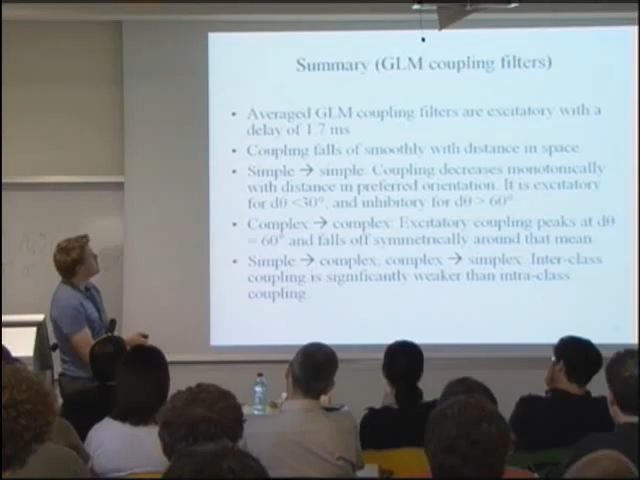 Summary (GLM coupling filters)
• Averaged GLM coupling filters are excitatory with a
delay of 1.7 ms
• Coupling falls of smoothly with distance in space.
• Simple → simple. Coupling decreases monotonically
with distance in preferred orientation. It is excitatory
for dθ <30°, and inhibitory for dθ > 60°
• Complex → complex. Excitatory coupling peaks at dθ
= 60° and falls off symmetrically around that mean
• Simple → complex, complex → simplex. Inter-class
coupling is significantly weaker than intra-class
coupling.